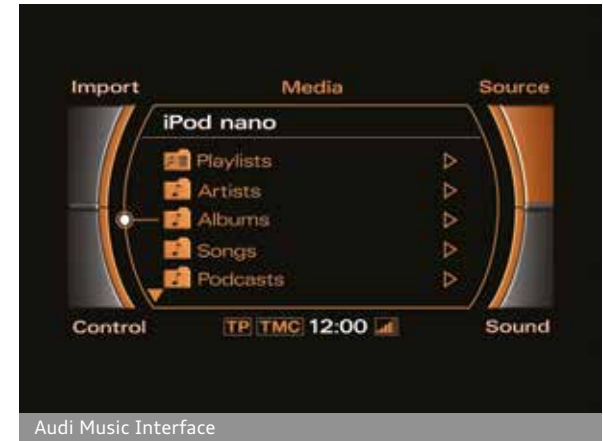 Import Media Source
iPod nano
Playlists
Artists
Albums
Songs
Podcasts
Control TP TMC 12:00 Sound
Audi Music Interface